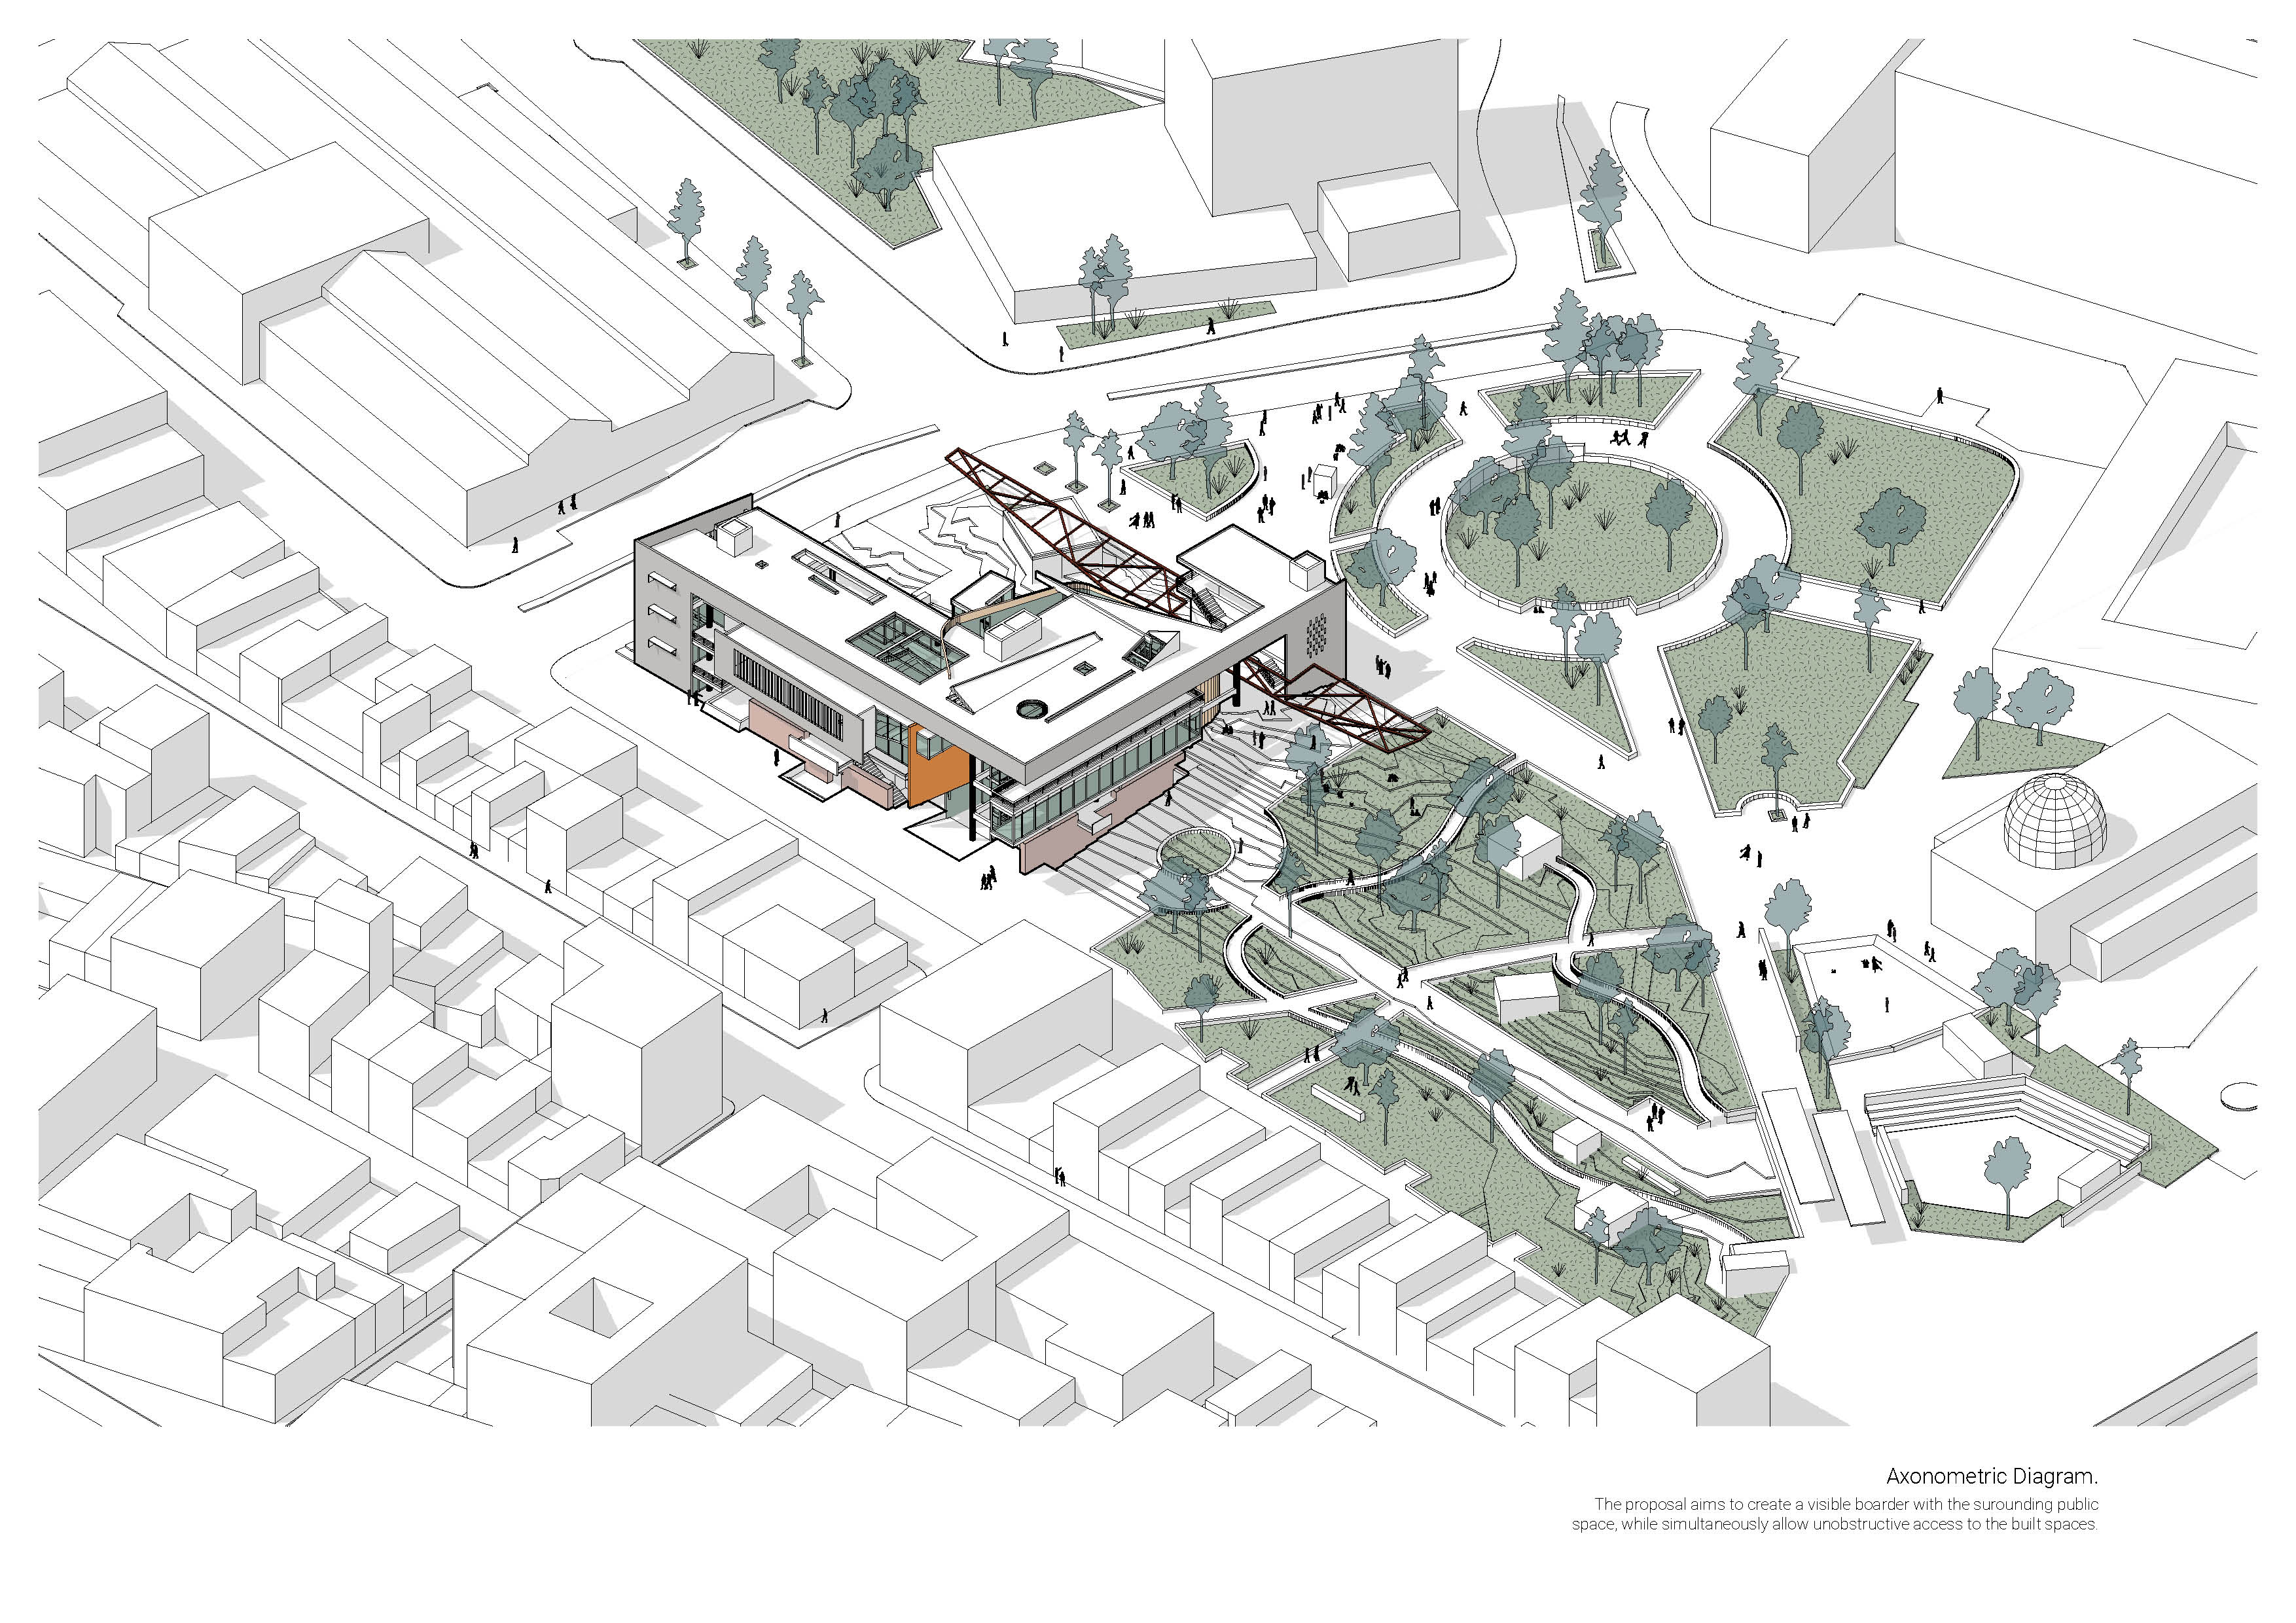 Axonometric Diagram.
The proposal aims to create a visible boarder with the surounding public
space, while simultaneously allow unobstructive access to the built spaces.